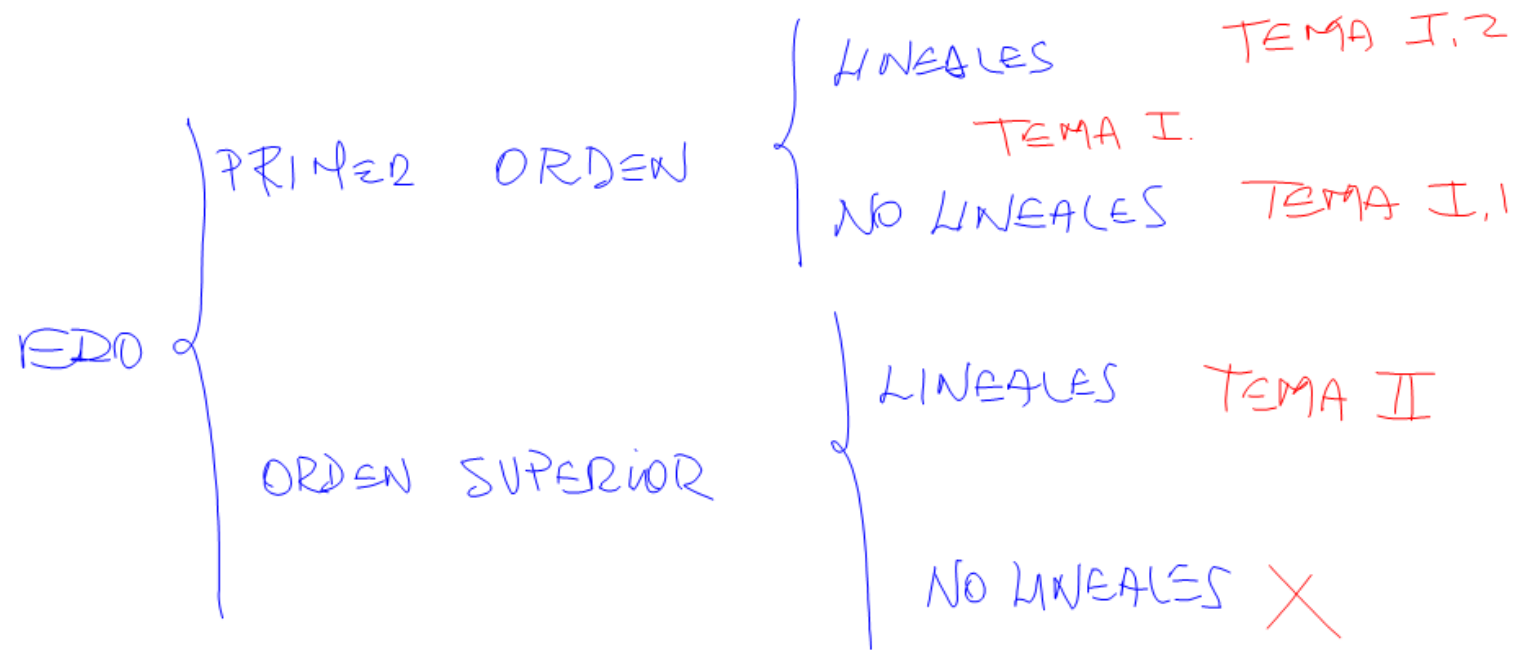 LINEALES TEMA I.2
TEMA I.
PRIMER ORDEN
NO LINEALES TEMA I.1
EDO
LINEALES TEMA II
ORDEN SUPERIOR
NO LINEALES X